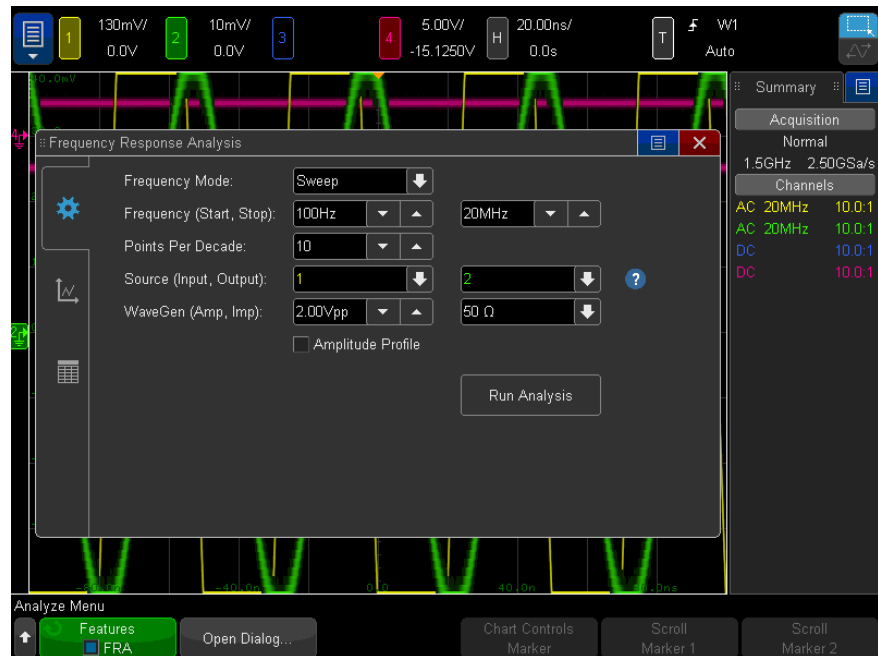 1 130mV/ 2 10mV/ 3 4 5.00V/ H 20.00ns/ T W1
0.0V 0.0V -15.1250V 0.0s Auto
40.0mV
Summary
Acquisition
Normal
1.5GHz 2.50GSa/s
Channels
AC 20MHz 10.0:1
AC 20MHz 10.0:1
DC 10.0:1
DC 10.0:1
Frequency Response Analysis
Frequency Mode: Sweep
Frequency (Start, Stop): 100Hz 20MHz
Points Per Decade: 10
Source (Input, Output): 1 2 ?
WaveGen (Amp, Imp): 2.00Vpp 50 Ω
Amplitude Profile
Run Analysis
4
2
-40.0n 0.0 40.0n
Analyze Menu
Features
FRA
Open Dialog...
Chart Controls
Marker
Scroll
Marker 1
Scroll
Marker 2